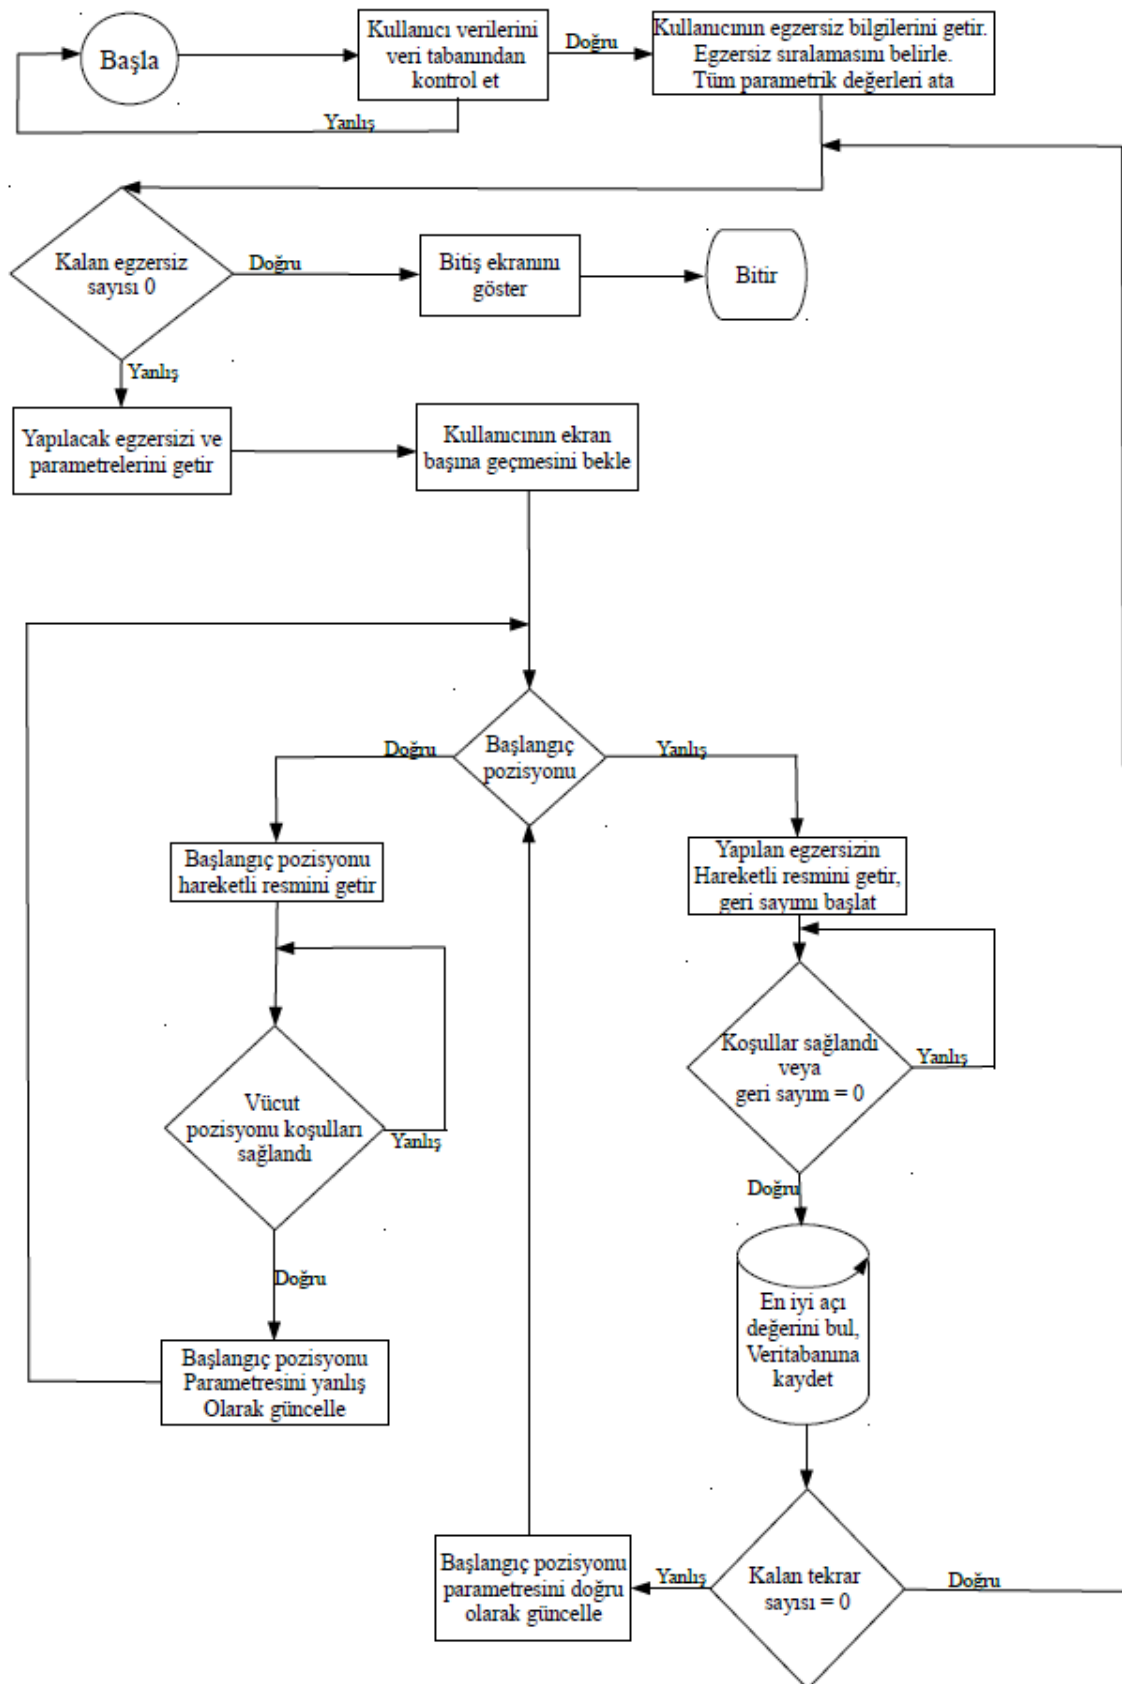 Başla
Kullanıcı verilerini
veri tabanından
kontrol et
Doğru
Kullanıcının egzersiz bilgilerini getir.
Egzersiz sıralamasını belirle.
Tüm parametrik değerleri ata
Yanlış
Kalan egzersiz
sayısı 0
Doğru
Bitiş ekranını
göster
Bitir
Yanlış
Yapılacak egzersizi ve
parametrelerini getir
Kullanıcının ekran
başına geçmesini bekle
Başlangıç
pozisyonu
Doğru
Yanlış
Başlangıç pozisyonu
hareketli resmini getir
Yapılan egzersizin
Hareketli resmini getir,
geri sayımı başlat
Vücut
pozisyonu koşulları
sağlandı
Yanlış
Koşullar sağlandı
veya
geri sayım = 0
Yanlış
Doğru
Doğru
Başlangıç pozisyonu
Parametresini yanlış
Olarak güncelle
En iyi açı
değerini bul,
Veritabanına
kaydet
Başlangıç pozisyonu
parametresini doğru
olarak güncelle
Yanlış
Kalan tekrar
sayısı = 0
Doğru